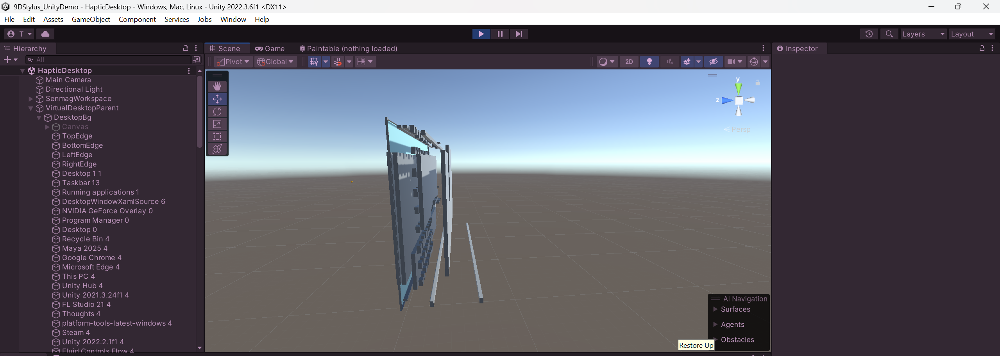 9DStylus_UnityDemo - HapticDesktop - Windows, Mac, Linux - Unity 2022.3.6f1 <DX11>
File Edit Assets GameObject Component Services Jobs Window Help
T Layers Layout
Hierarchy
All
HapticDesktop
Main Camera
Directional Light
SenmagWorkspace
VirtualDesktopParent
DesktopBg
Canvas
TopEdge
BottomEdge
LeftEdge
RightEdge
Desktop 1 1
Taskbar 13
Running applications 1
DesktopWindowXamlSource 6
NVIDIA GeForce Overlay 0
Program Manager 0
Desktop 0
Recycle Bin 4
Maya 2025 4
Google Chrome 4
Microsoft Edge 4
This PC 4
Unity Hub 4
Unity 2021.3.24f1 4
FL Studio 21 4
Thoughts 4
platform-tools-latest-windows 4
Steam 4
Unity 2022.2.1f1 4
Fluid Controls Flow 4
Scene Game Paintable (nothing loaded)
Pivot Global 2D
y
z
Persp
AI Navigation
Surfaces
Agents
Obstacles
Restore Up
Inspector